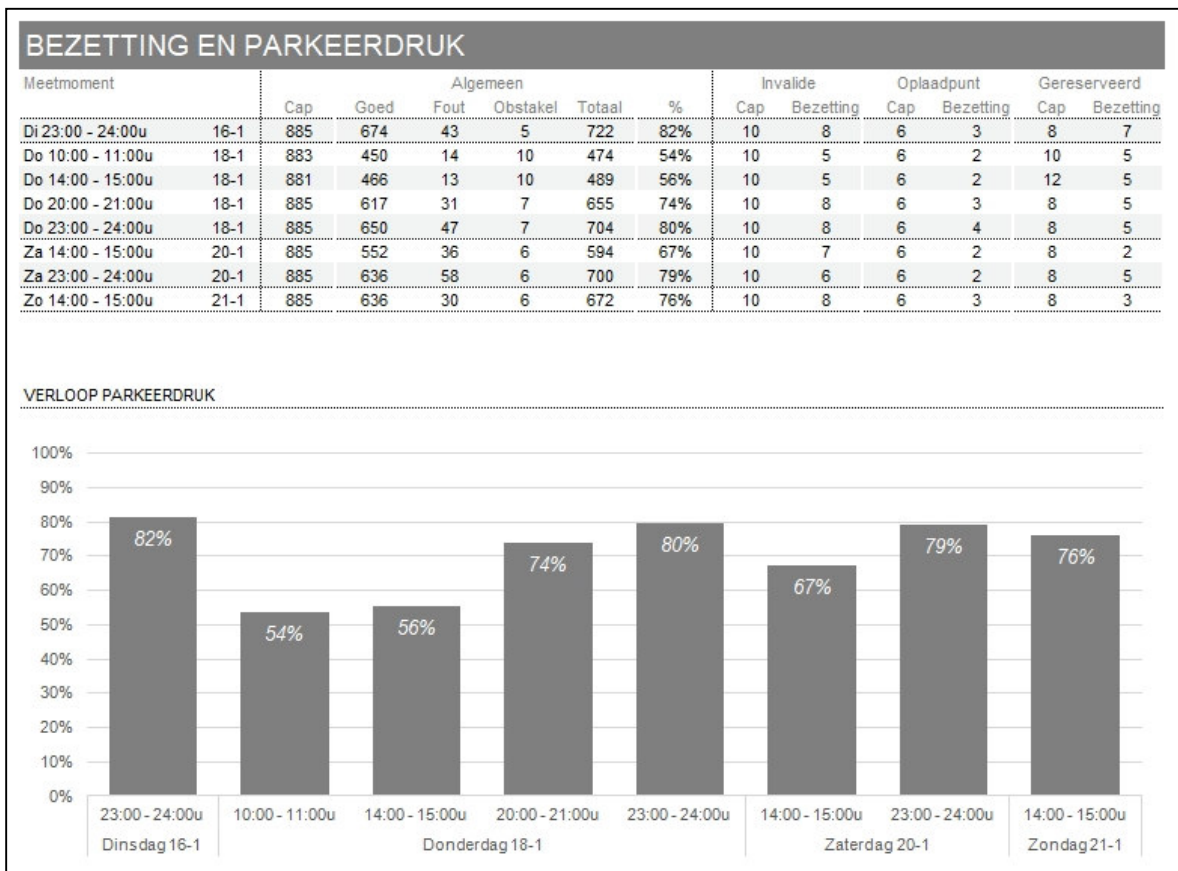 BEZETTING EN PARKEERDRUK
Meetmoment Algemeen Invalide Oplaadpunt Gereserveerd
Cap Goed Fout Obstakel Totaal % Cap Bezetting Cap Bezetting Cap Bezetting
Di 23:00 - 24:00u 16-1 885 674 43 5 722 82% 10 8 6 3 8 7
Do 10:00 - 11:00u 18-1 883 450 14 10 474 54% 10 5 6 2 10 5
Do 14:00 - 15:00u 18-1 881 466 13 10 489 56% 10 5 6 2 12 5
Do 20:00 - 21:00u 18-1 885 617 31 7 655 74% 10 8 6 3 8 5
Do 23:00 - 24:00u 18-1 885 650 47 7 704 80% 10 8 6 4 8 5
Za 14:00 - 15:00u 20-1 885 552 36 6 594 67% 10 7 6 2 8 2
Za 23:00 - 24:00u 20-1 885 636 58 6 700 79% 10 6 6 2 8 5
Zo 14:00 - 15:00u 21-1 885 636 30 6 672 76% 10 8 6 3 8 3
VERLOOP PARKEERDRUK
100%
90%
80%
70%
60%
50%
40%
30%
20%
10%
0%
82% 54% 56% 74% 80% 67% 79% 76%
23:00 - 24:00u 10:00 - 11:00u 14:00 - 15:00u 20:00 - 21:00u 23:00 - 24:00u 14:00 - 15:00u 23:00 - 24:00u 14:00 - 15:00u
Dinsdag 16-1 Donderdag 18-1 Zaterdag 20-1 Zondag 21-1